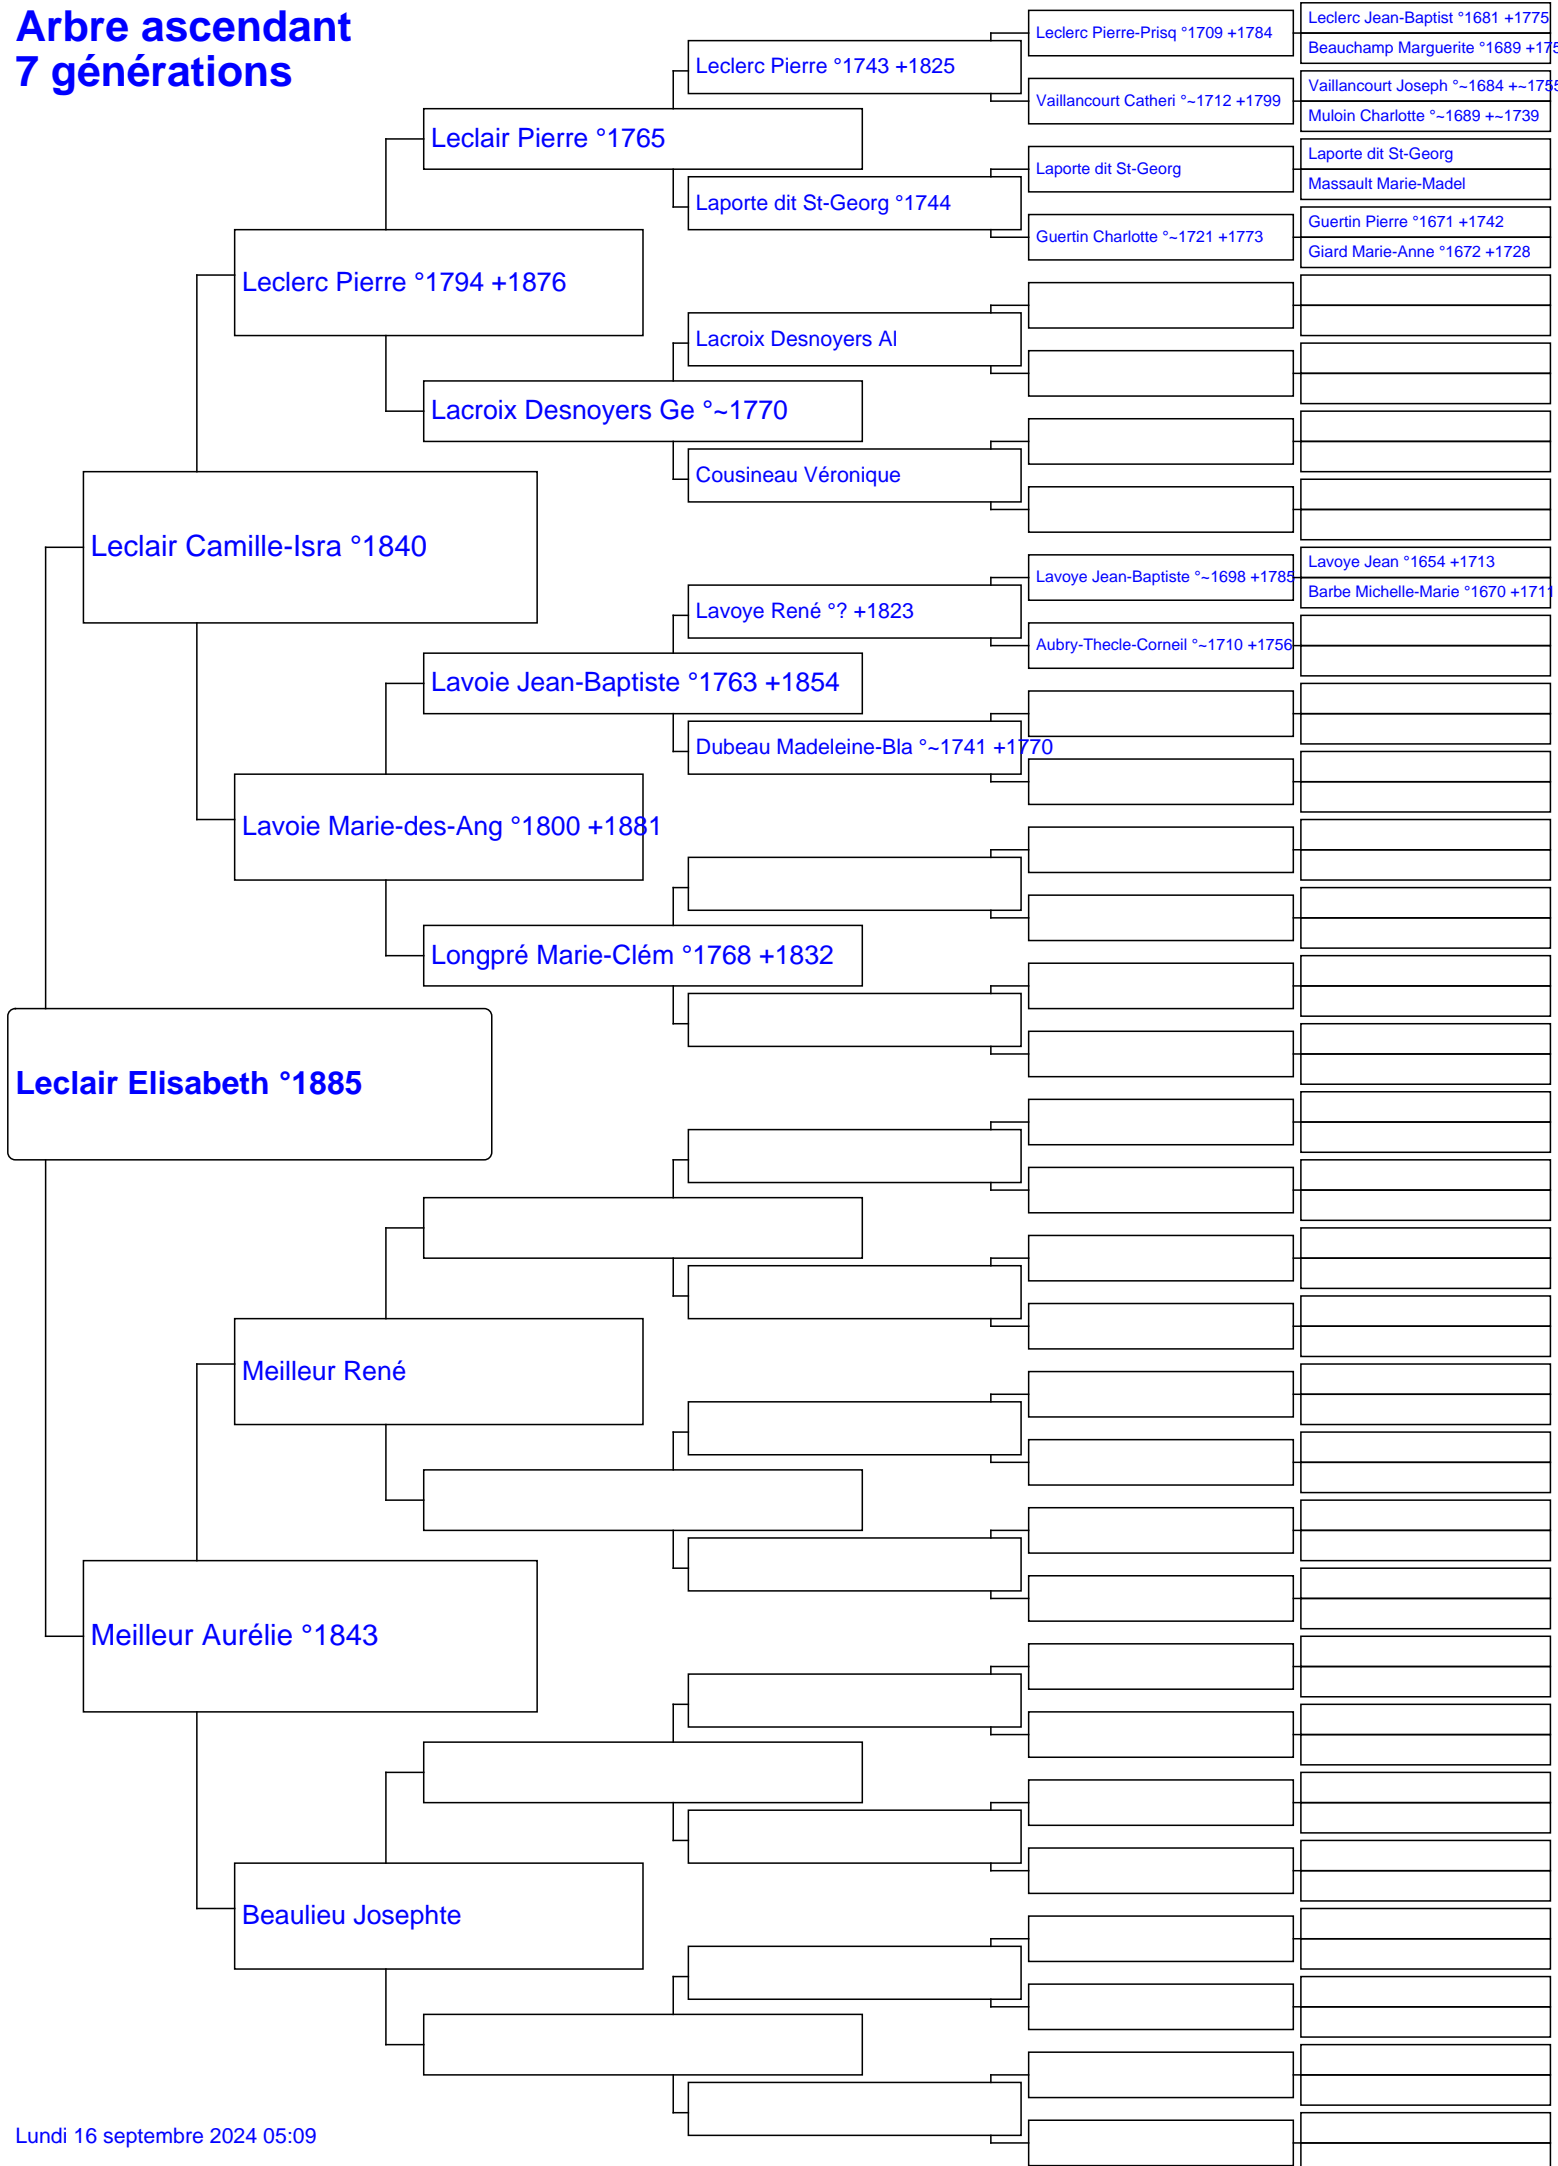 Arbre ascendant
7 générations
Leclerc Jean-Baptist °1681 +1775
Leclerc Pierre-Prisq °1709 +1784
Beauchamp Marguerite °1689 +175
Leclerc Pierre °1743 +1825
Vaillancourt Joseph °~1684 +~1755
Vaillancourt Catheri °~1712 +1799
Muloin Charlotte °~1689 +~1739
Leclair Pierre °1765
Laporte dit St-Georg
Laporte dit St-Georg
Massault Marie-Madel
Laporte dit St-Georg °1744
Guertin Pierre °1671 +1742
Guertin Charlotte °~1721 +1773
Giard Marie-Anne °1672 +1728
Leclerc Pierre °1794 +1876
Lacroix Desnoyers Al
Lacroix Desnoyers Ge °~1770
Cousineau Véronique
Leclair Camille-Isra °1840
Lavoye Jean °1654 +1713
Lavoye Jean-Baptiste °~1698 +1785
Barbe Michelle-Marie °1670 +1711
Lavoye René °? +1823
Aubry-Thecle-Corneil °~1710 +1756
Lavoie Jean-Baptiste °1763 +1854
Dubeau Madeleine-Bla °~1741 +1770
Lavoie Marie-des-Ang °1800 +1881
Longpré Marie-Clém °1768 +1832
Leclair Elisabeth °1885
Meilleur René
Meilleur Aurélie °1843
Beaulieu Josephte
Lundi 16 septembre 2024 05:09